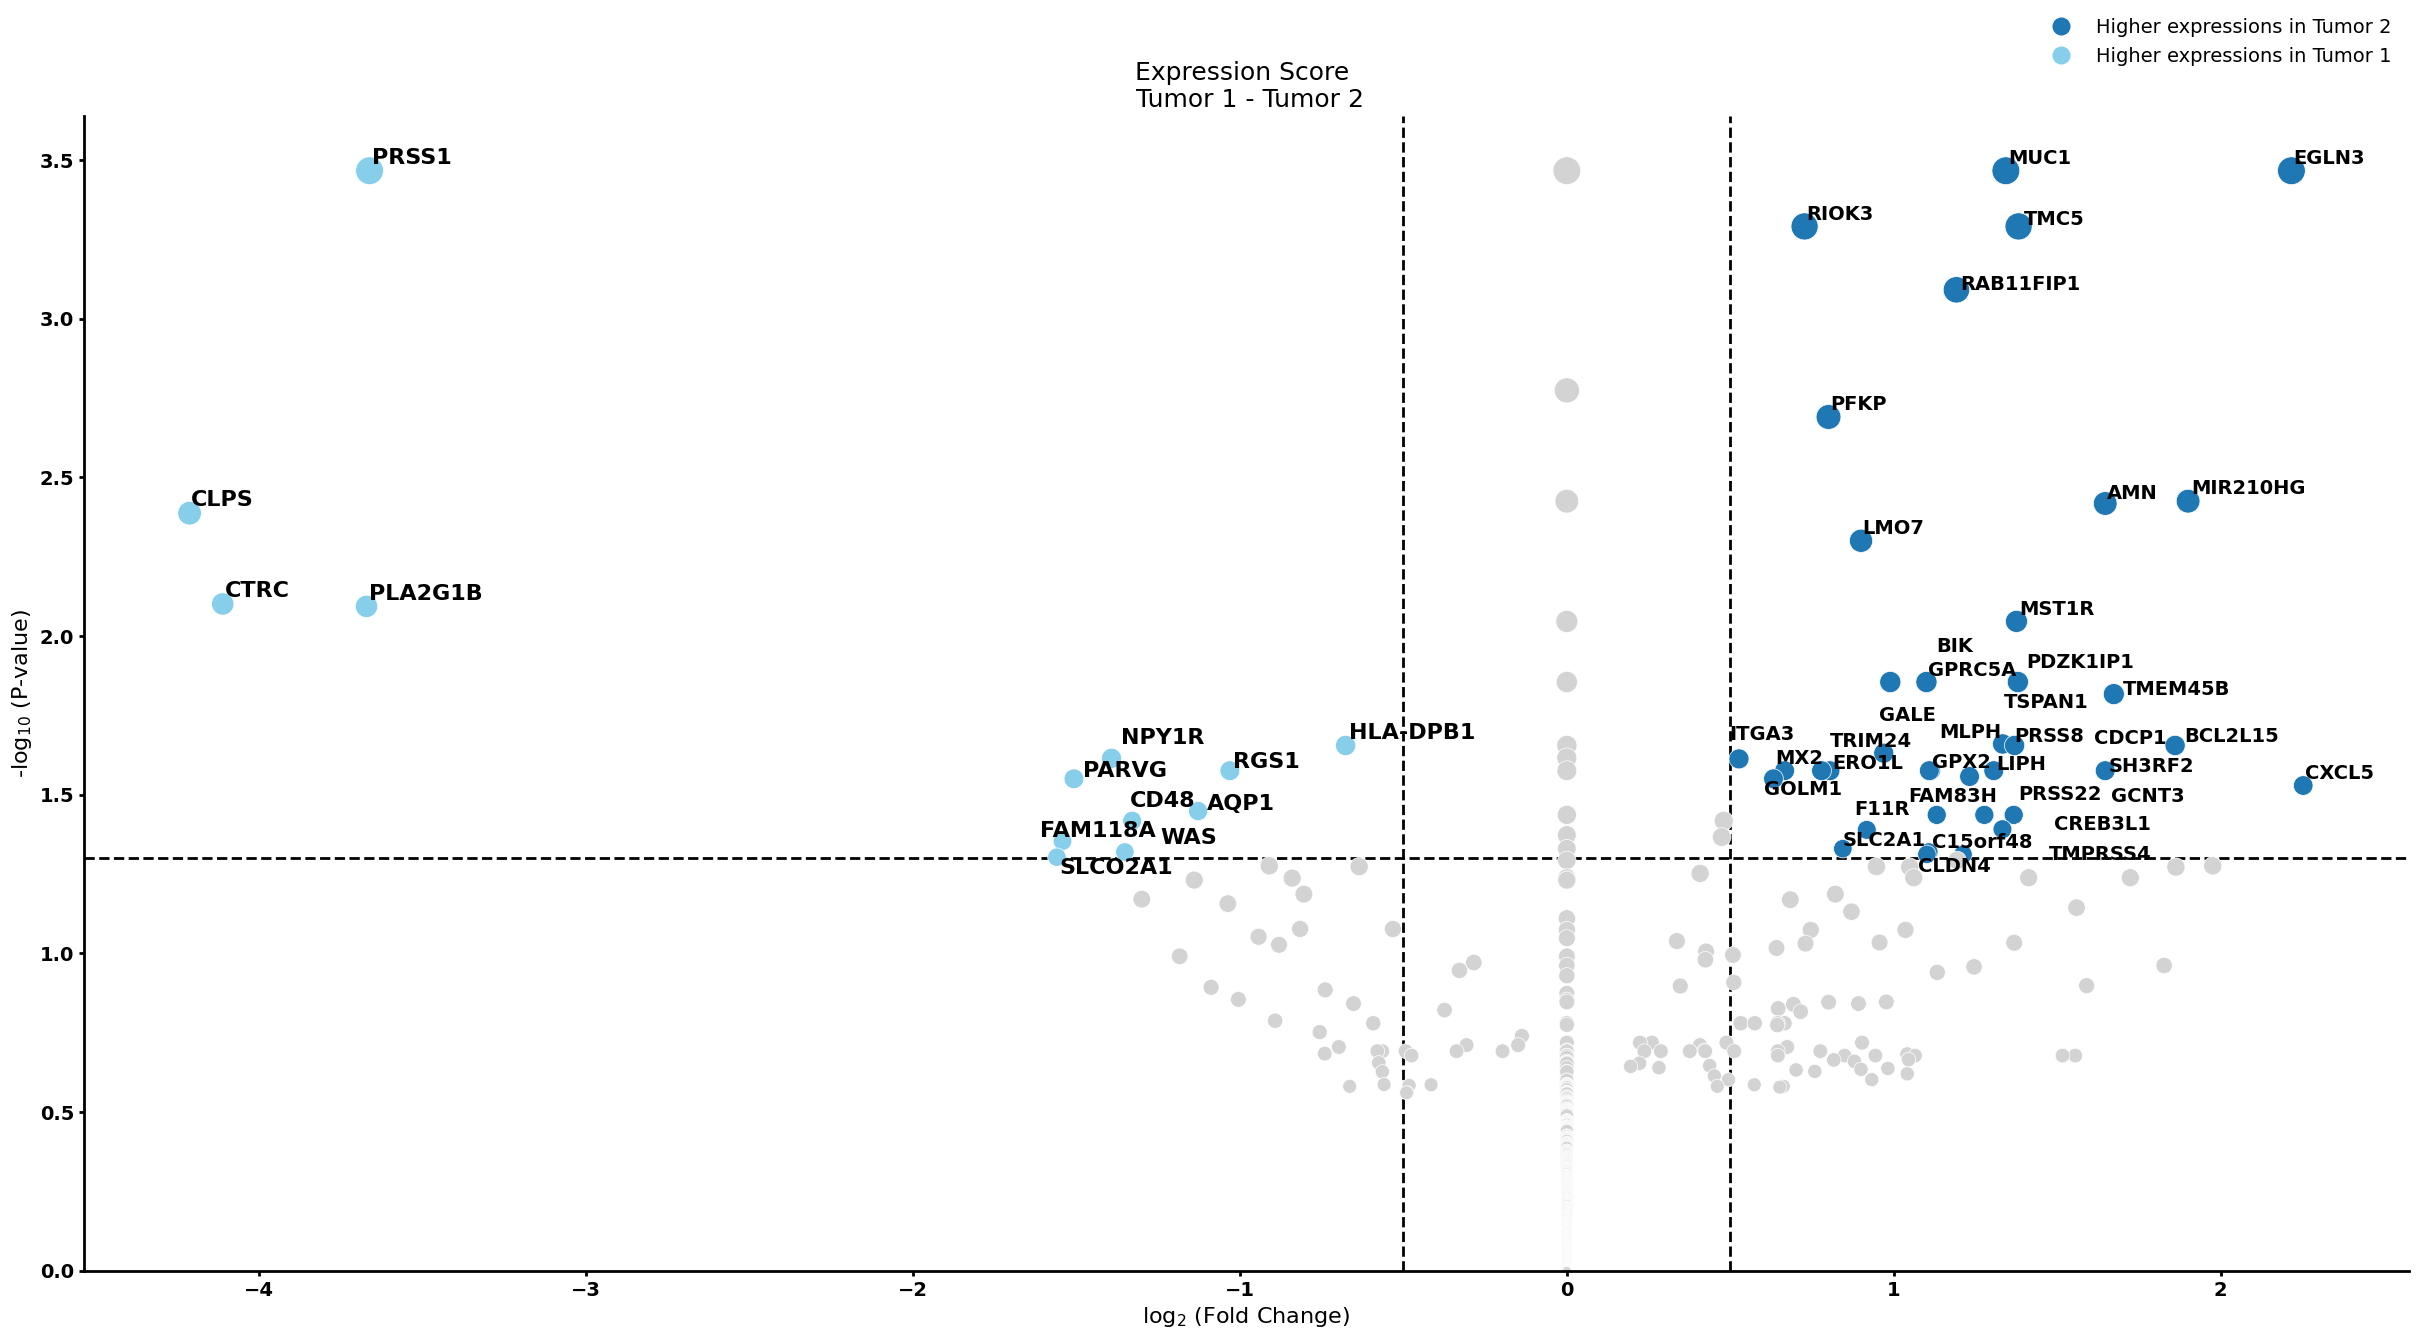 Higher expressions in Tumor 2
Higher expressions in Tumor 1
Expression Score
Tumor 1 - Tumor 2
-log10 (P-value)
3.5
3.0
2.5
2.0
1.5
1.0
0.5
0.0
PRSS1
MUC1
EGLN3
RIOK3
TMC5
RAB11FIP1
PFKP
CLPS
AMN
MIR210HG
LMO7
CTRC
PLA2G1B
MST1R
BIK
GPRC5A
PDZK1IP1
TSPAN1
TMEM45B
GALE
NPY1R
HLA-DPB1
ITGA3
TRIM24
MLPH
PRSS8
CDCP1
BCL2L15
PARVG
RGS1
MX2
ERO1L
GPX2
LIPH
SH3RF2
CXCL5
GOLM1
CD48
AQP1
F11R
FAM83H
PRSS22
GCNT3
FAM118A
WAS
SLC2A1
C15orf48
CREB3L1
TMPRSS4
SLCO2A1
CLDN4
−4
−3
−2
−1
0
1
2
log2 (Fold Change)